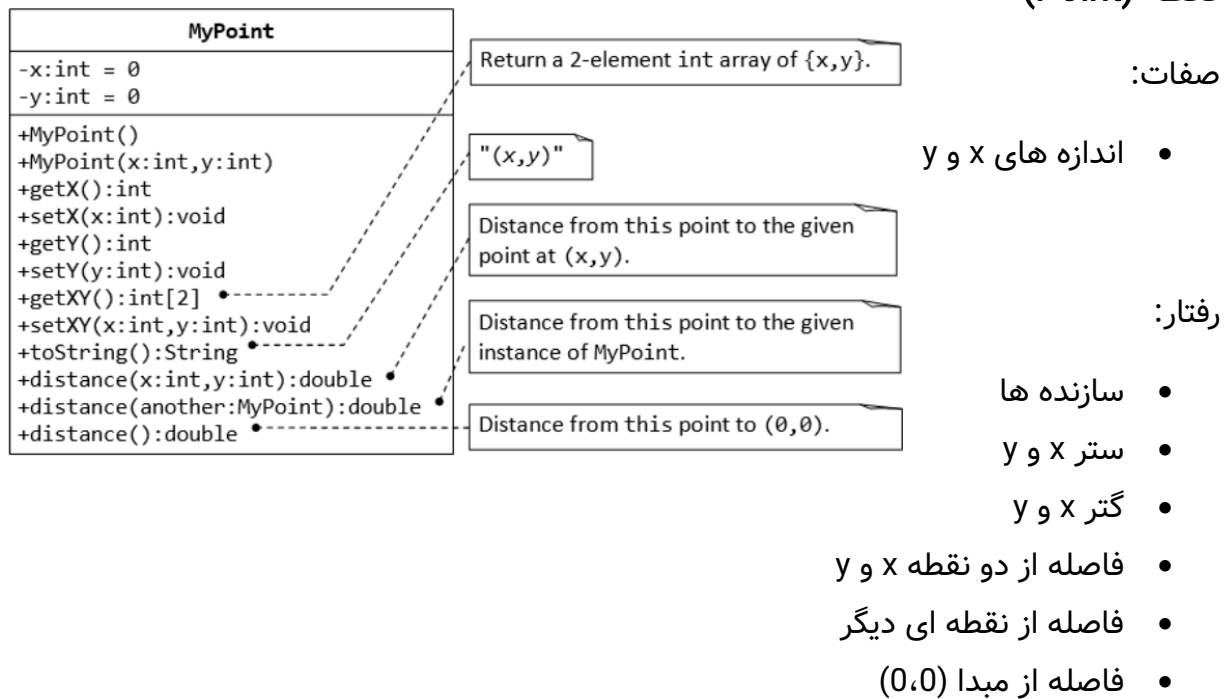 (Point)
MyPoint
-x:int = 0
-y:int = 0
+MyPoint()
+MyPoint(x:int,y:int)
+getX():int
+setX(x:int):void
+getY():int
+setY(y:int):void
+getXY():int[2]
+setXY(x:int,y:int):void
+toString():String
+distance(x:int,y:int):double
+distance(another:MyPoint):double
+distance():double
Return a 2-element int array of {x,y}.
"(x,y)"
Distance from this point to the given
point at (x,y).
Distance from this point to the given
instance of MyPoint.
Distance from this point to (0,0).
صفات:
• اندازه های x و y
رفتار:
• سازنده ها
• ستر x و y
• گتر x و y
• فاصله از دو نقطه x و y
• فاصله از نقطه ای دیگر
• فاصله از مبدا (0،0)